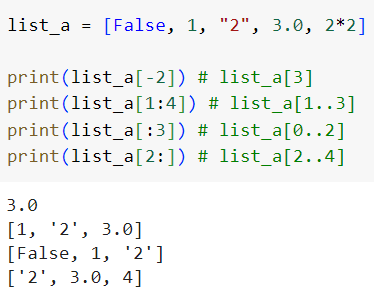 list_a = [False, 1, "2", 3.0, 2*2]
print(list_a[-2]) # list_a[3]
print(list_a[1:4]) # list_a[1..3]
print(list_a[:3]) # list_a[0..2]
print(list_a[2:]) # list_a[2..4]
3.0
[1, '2', 3.0]
[False, 1, '2']
['2', 3.0, 4]